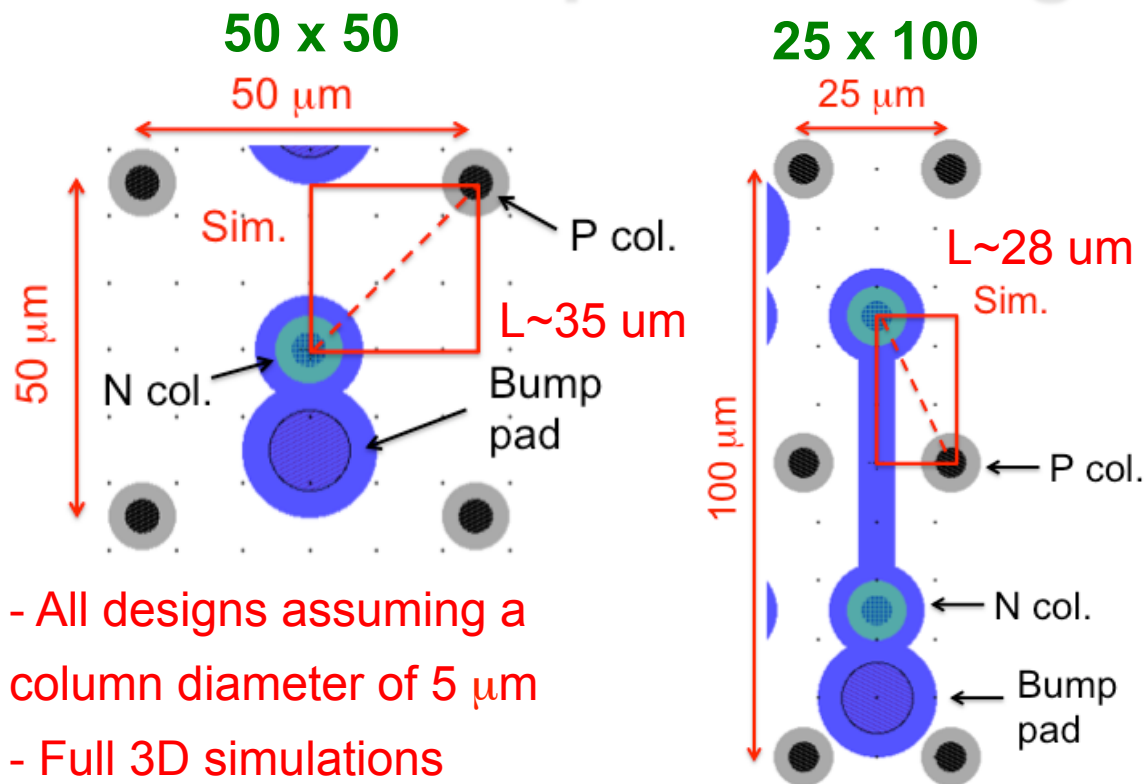 50 x 50
50 μm
50 μm
Sim.
P col.
L~35 um
N col.
Bump
pad
25 x 100
25 μm
100 μm
L~28 um
Sim.
P col.
N col.
Bump
pad
- All designs assuming a
column diameter of 5 μm
- Full 3D simulations